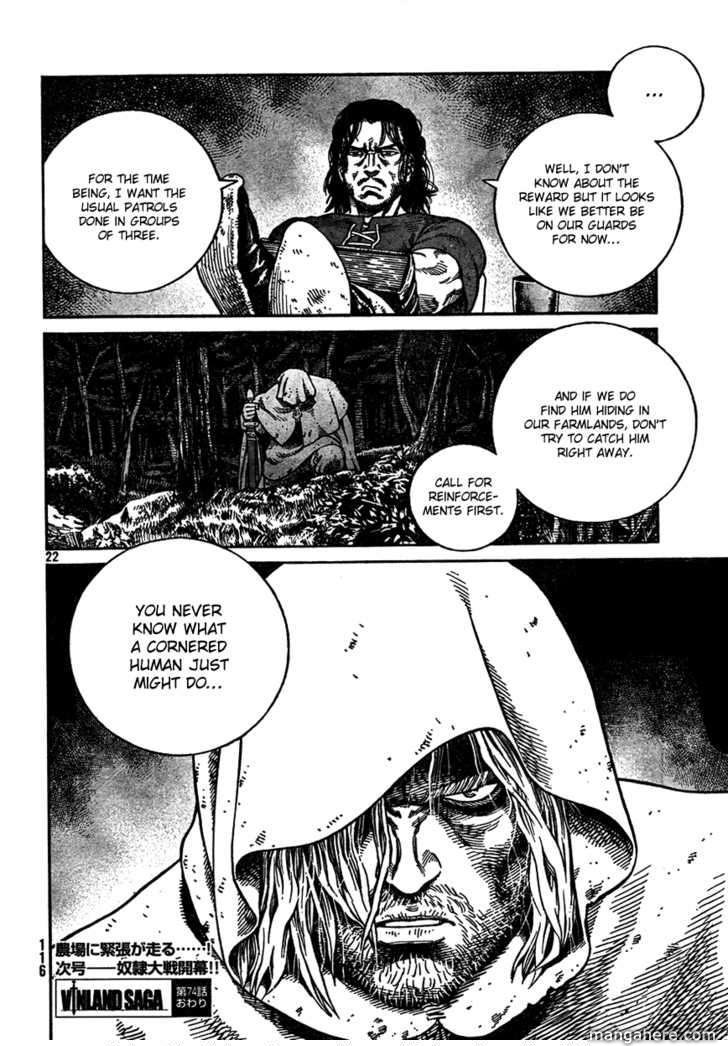 ...
WELL, I DON'T
KNOW ABOUT THE
REWARD BUT IT LOOKS
LIKE WE BETTER BE
ON OUR GUARDS
FOR NOW...
FOR THE TIME
BEING, I WANT THE
USUAL PATROLS
DONE IN GROUPS
OF THREE.
AND IF WE DO
FIND HIM HIDING IN
OUR FARMLANDS, DON'T
TRY TO CATCH HIM
RIGHT AWAY.
CALL FOR
REINFORCE-
MENTS FIRST.
22
YOU NEVER
KNOW WHAT
A CORNERED
HUMAN JUST
MIGHT DO...
116
農場に緊張が走る……!
次号——奴隷大戦開幕!!
VINLAND SAGA
第74話
おわり
mangahere.com